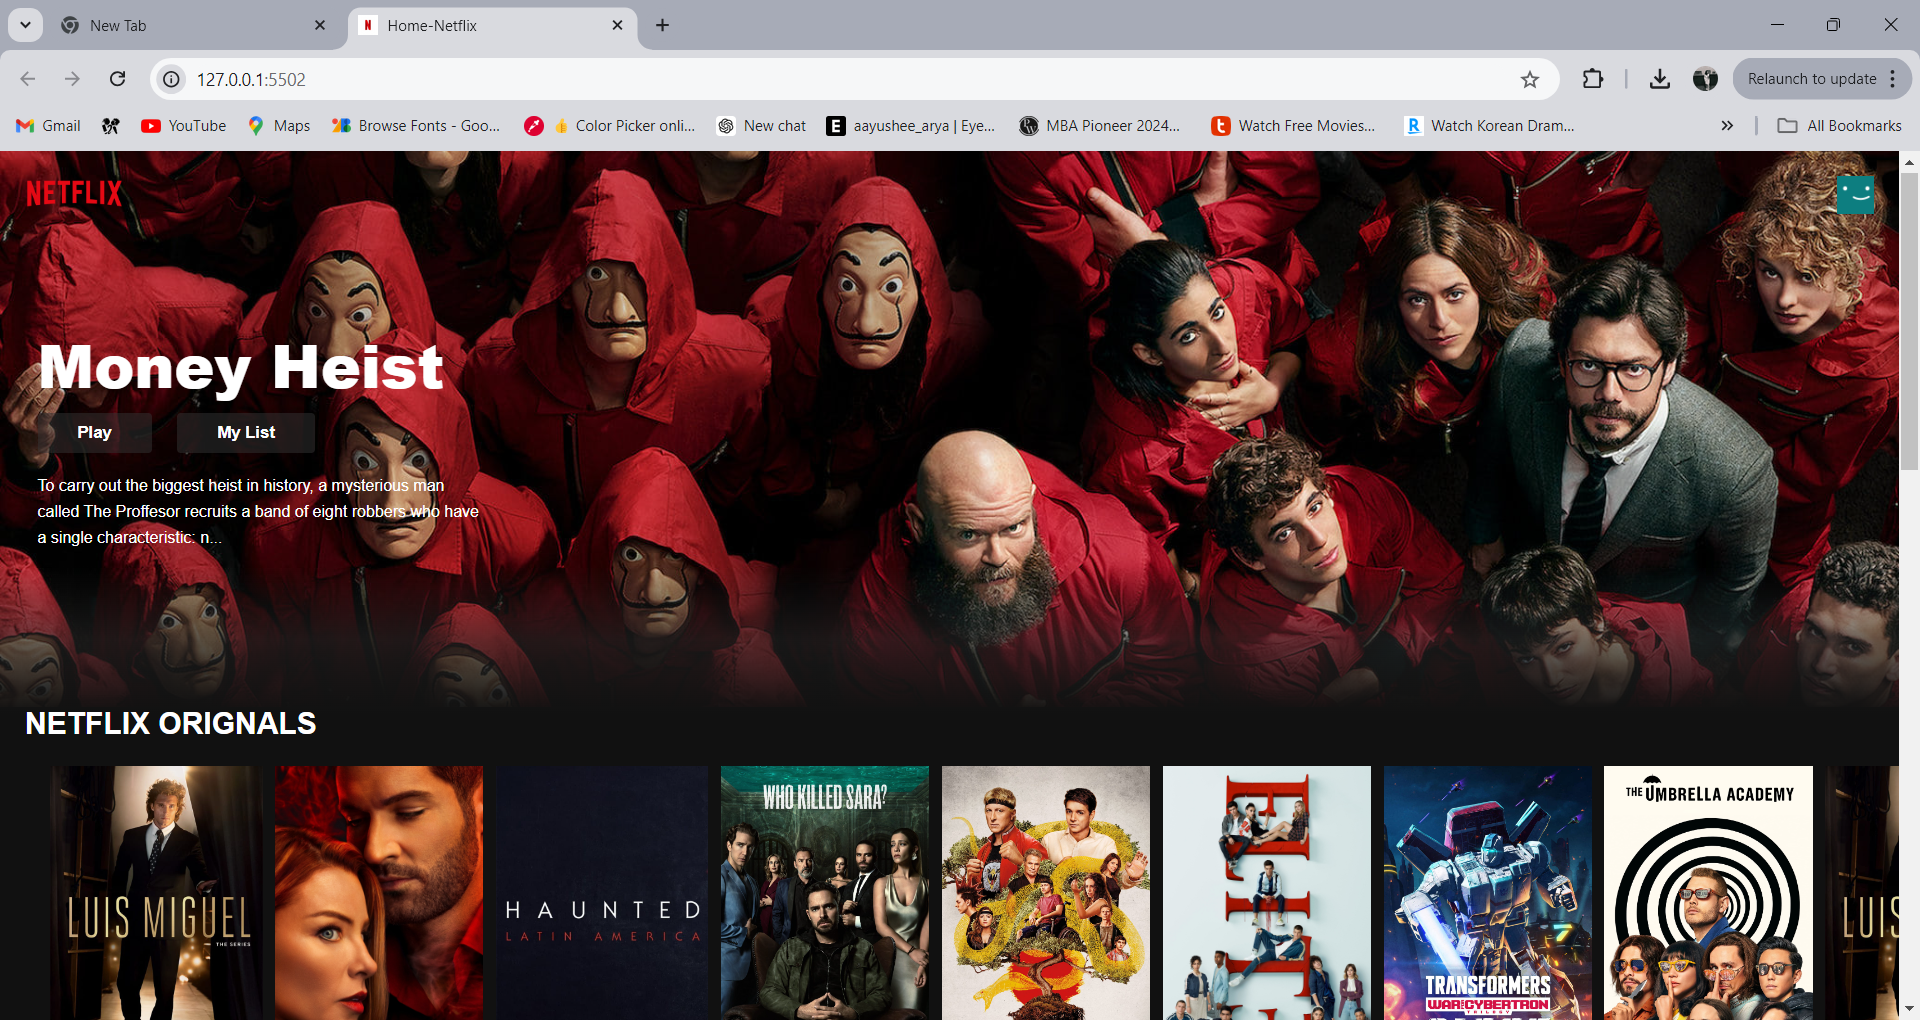 New Tab
Home-Netflix
127.0.0.1:5502
Relaunch to update
Gmail
YouTube
Maps
Browse Fonts - Goo...
Color Picker onli...
New chat
aayushee_arya | Eye...
MBA Pioneer 2024...
Watch Free Movies...
Watch Korean Dram...
All Bookmarks
NETFLIX
Money Heist
Play
My List
To carry out the biggest heist in history, a mysterious man
called The Proffesor recruits a band of eight robbers who have
a single characteristic: n...
NETFLIX ORIGNALS
LUIS MIGUEL
THE SERIES
HAUNTED
LATIN AMERICA
WHO KILLED SARA?
TRANSFORMERS
WAR FOR CYBERTRON
TRILOGY
THE UMBRELLA ACADEMY
LUIS